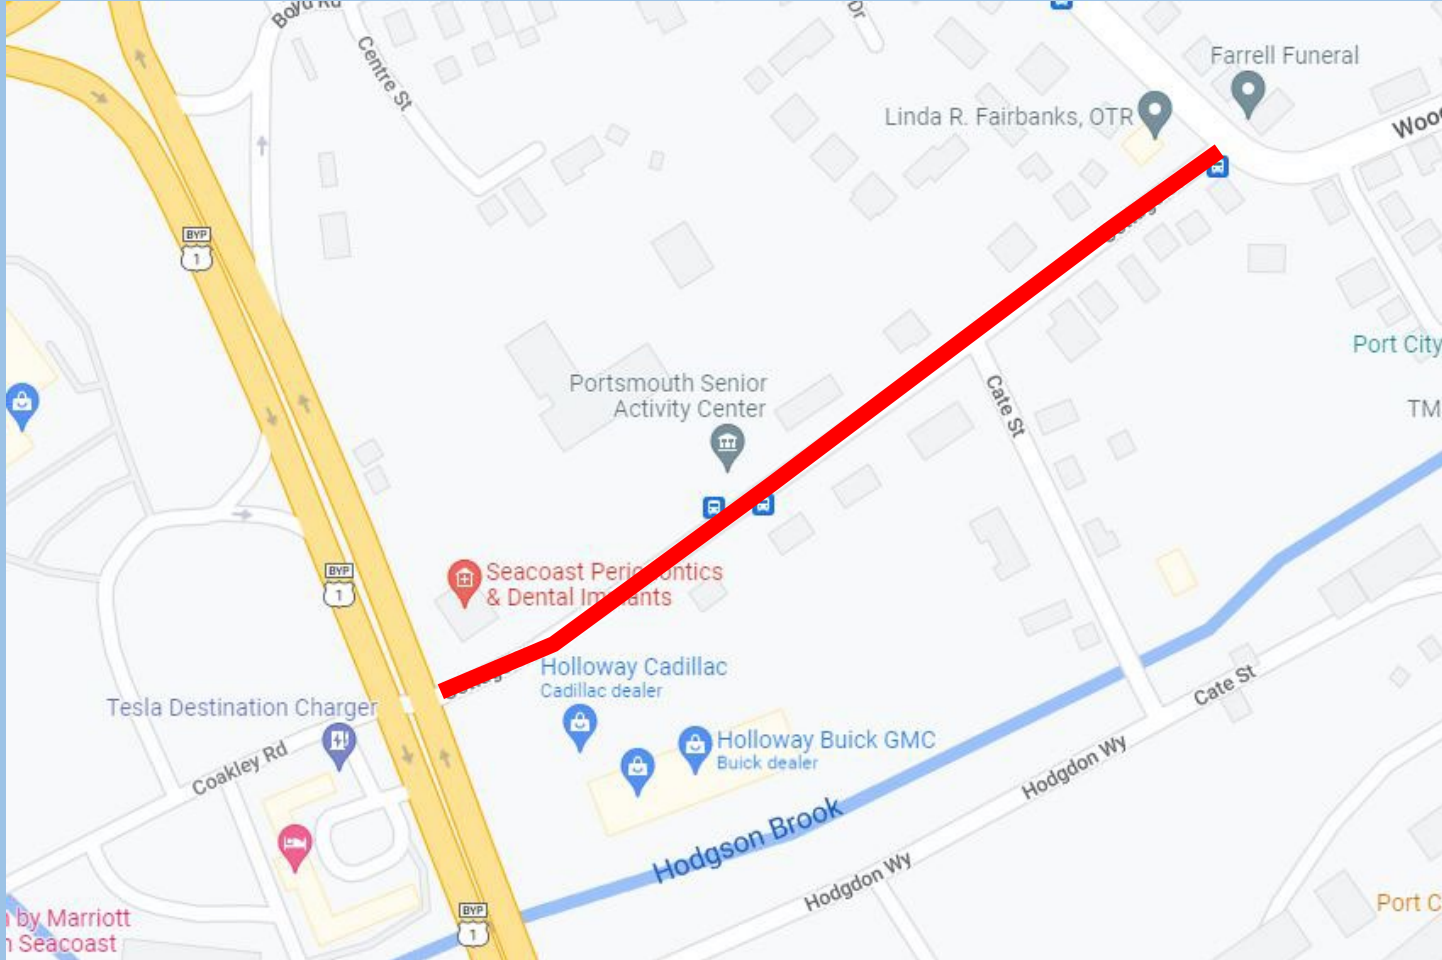 Boyd Rd
Dr
Centre St
Farrell Funeral
Linda R. Fairbanks, OTR
BYP
1
Port City
Portsmouth Senior
Activity Center
Cate St
TM
BYP
1
Seacoast
& Dental
Holloway Cadillac
Cadillac dealer
Cate St
Tesla Destination Charger
Holloway Buick GMC
Buick dealer
Coakley Rd
Hodgdon Wy
Hodgson Brook
Hodgdon Wy
BYP
1
by Marriott
Seacoast
Port C